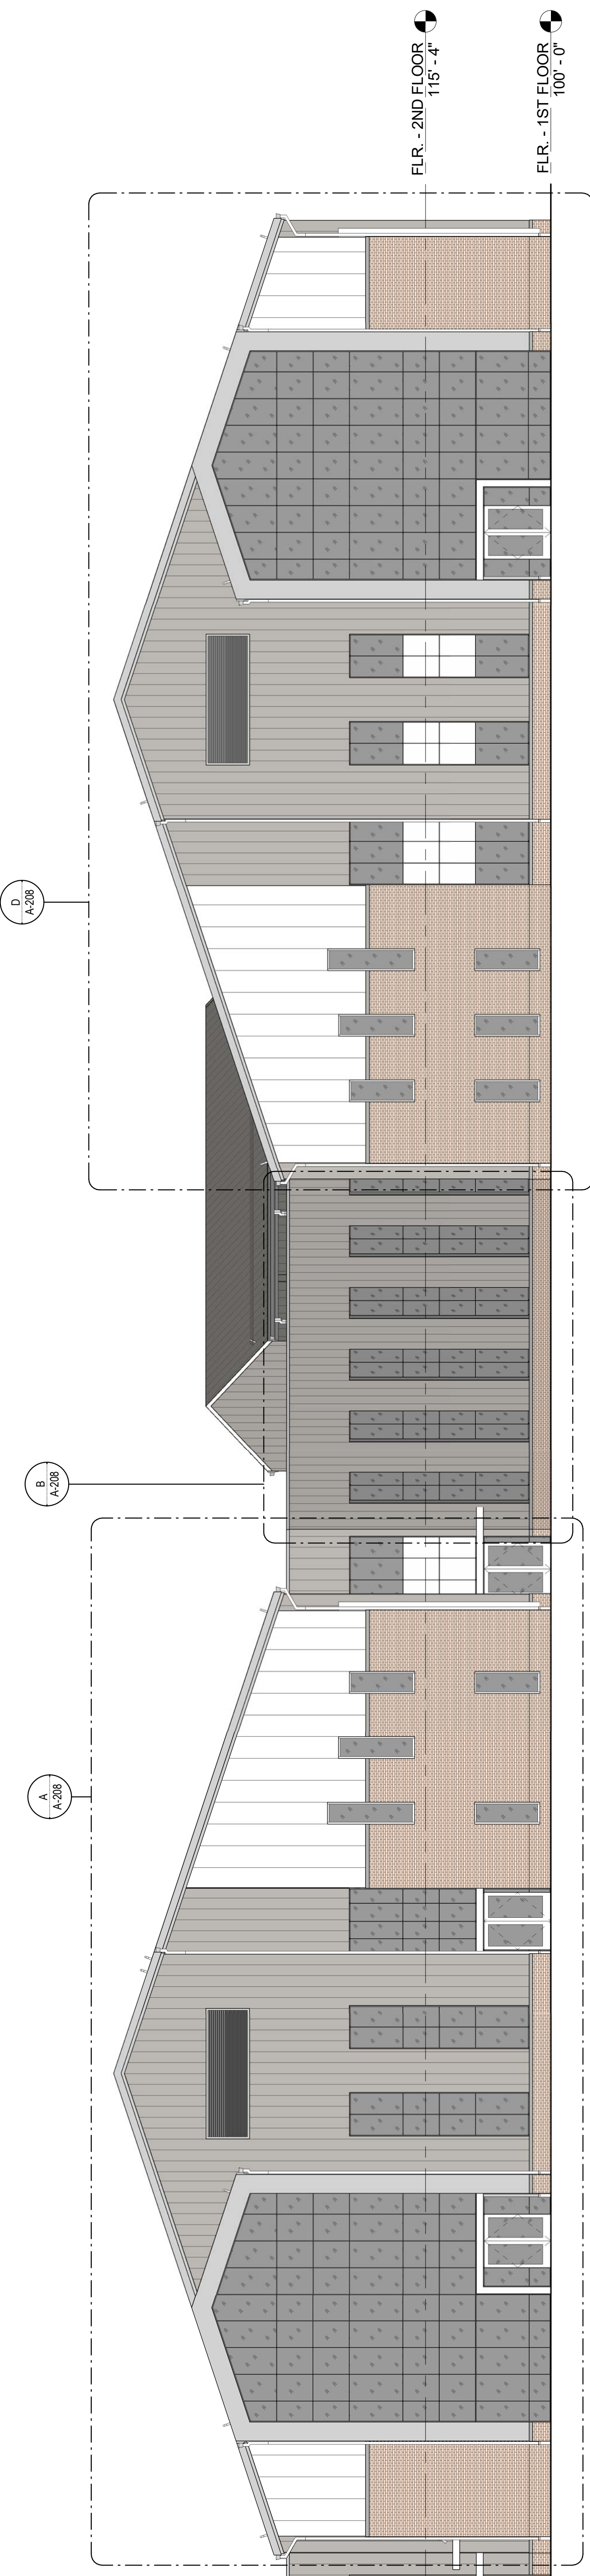 FLR. - 2ND FLOOR
115' - 4"
FLR. - 1ST FLOOR
100' - 0"
D
A-208
B
A-208
A
A-208